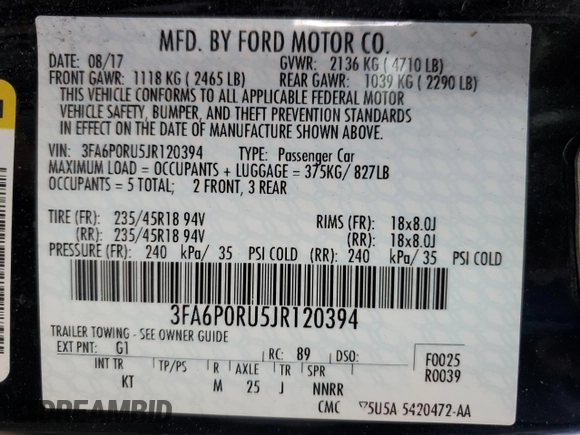 MFD. BY FORD MOTOR CO.
DATE: 08/17 GVWR: 2136 KG ( 4710 LB)
FRONT GAWR: 1118 KG ( 2465 LB) REAR GAWR: 1039 KG ( 2290 LB)
THIS VEHICLE CONFORMS TO ALL APPLICABLE FEDERAL MOTOR
VEHICLE SAFETY, BUMPER, AND THEFT PREVENTION STANDARDS
IN EFFECT ON THE DATE OF MANUFACTURE SHOWN ABOVE.
VIN: 3FA6P0RU5JR120394 TYPE: Passenger Car
MAXIMUM LOAD = OCCUPANTS + LUGGAGE = 375KG/ 827LB
OCCUPANTS = 5 TOTAL; 2 FRONT, 3 REAR
TIRE (FR): 235/45R18 94V RIMS (FR): 18x8.0J
(RR): 235/45R18 94V (RR): 18x8.0J
PRESSURE (FR): 240 kPa/ 35 PSI COLD (RR): 240 kPa/ 35 PSI COLD
3FA6P0RU5JR120394
TRAILER TOWING - SEE OWNER GUIDE
EXT PNT: G1 RC: 89 DSO: F0025
INT TR TP/PS R AXLE TR SPR R0039
KT M 25 J NNRR
CMC 5U5A 5420472-AA
DREAMBID